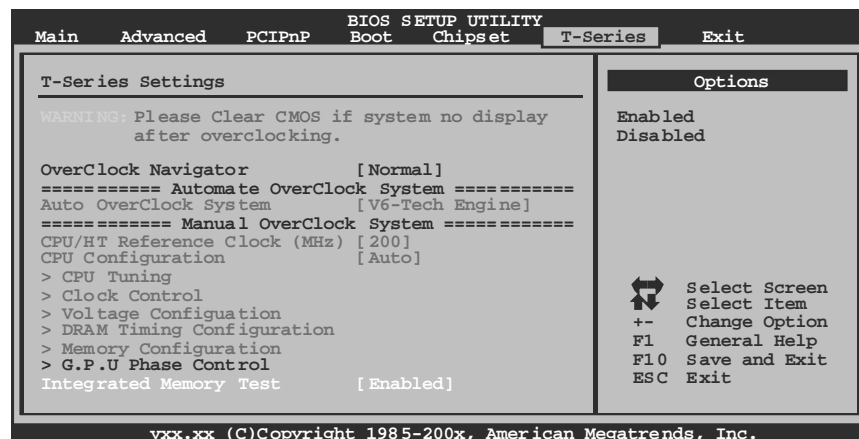 BIOS SETUP UTILITY
Main Advanced PCIPnP Boot Chipset T-Series Exit
T-Series Settings
WARNING: Please Clear CMOS if system no display
after overclocking.
OverClock Navigator [Normal]
=========== Automate OverClock System ===========
Auto OverClock System [V6-Tech Engine]
============ Manual OverClock System ============
CPU/HT Reference Clock (MHz) [200]
CPU Configuration [Auto]
> CPU Tuning
> Clock Control
> Voltage Configuation
> DRAM Timing Configuration
> Memory Configuration
> G.P.U Phase Control
Integrated Memory Test [Enabled]
Options
Enabled
Disabled
Select Screen
Select Item
+- Change Option
F1 General Help
F10 Save and Exit
ESC Exit
vxx.xx (C)Copyright 1985-200x, American Megatrends, Inc.